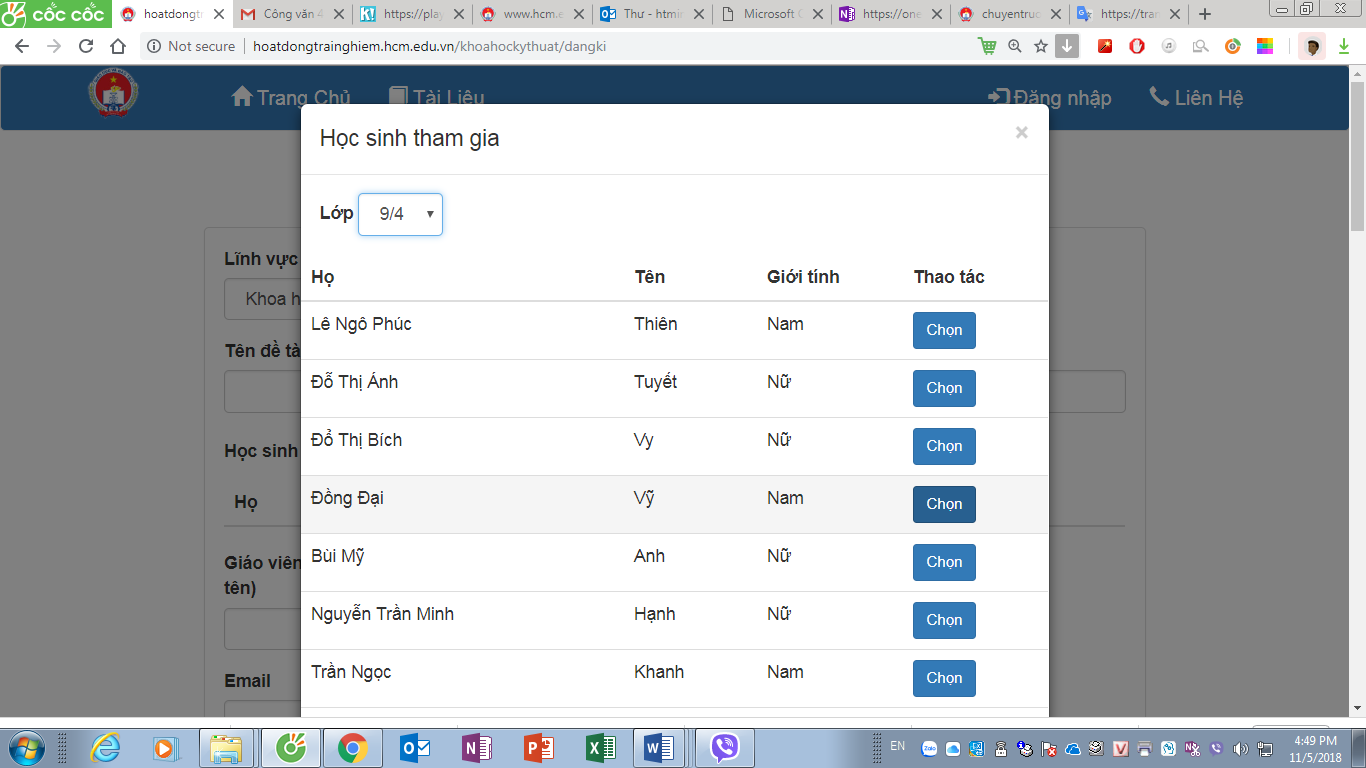 cốc cốc hoatdongtr Công văn 4 https://play www.hcm.e Thư - htmin Microsoft O https://one chuyentruc https://tran
Not secure hoatdongtrainghiem.hcm.edu.vn/khoahockythuat/dangki
Trang Chủ Tài Liệu Đăng nhập Liên Hệ
Học sinh tham gia ×
Lớp 9/4
Lĩnh vực
Khoa h
Tên đề tà
Học sinh
Họ
Giáo viên
tên)
Email
Họ Tên Giới tính Thao tác
Lê Ngô Phúc Thiên Nam Chọn
Đỗ Thị Ánh Tuyết Nữ Chọn
Đổ Thị Bích Vy Nữ Chọn
Đồng Đại Vỹ Nam Chọn
Bùi Mỹ Anh Nữ Chọn
Nguyễn Trần Minh Hạnh Nữ Chọn
Trần Ngọc Khanh Nam Chọn
EN 4:49 PM
11/5/2018